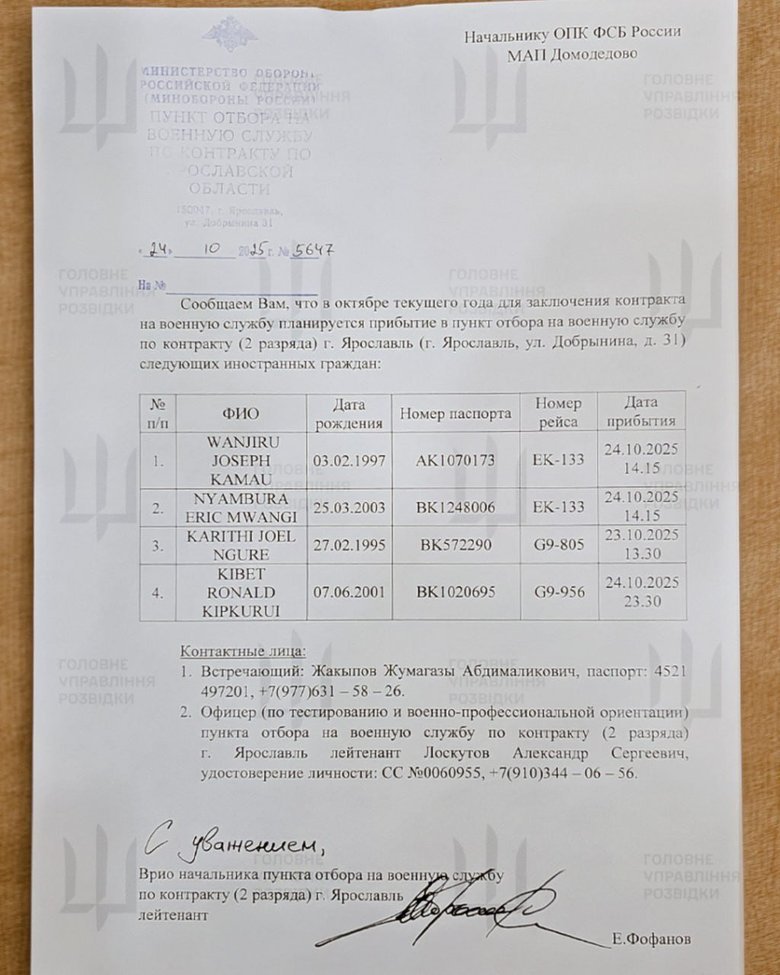 Начальнику ОПК ФСБ России
МАП Домодедово
МИНИСТЕРСТВО ОБОРОНЫ
РОССИЙСКОЙ ФЕДЕРАЦИИ
(МИНОБОРОНЫ РОССИИ)
ПУНКТ ОТБОРА НА
ВОЕННУЮ СЛУЖБУ
ПО КОНТРАКТУ ПО
ЯРОСЛАВСКОЙ
ОБЛАСТИ
150047, г. Ярославль,
ул. Добрынина 31
«24» 10 2025 г. № 5647
На №
Сообщаем Вам, что в октябре текущего года для заключения контракта
на военную службу планируется прибытие в пункт отбора на военную службу
по контракту (2 разряда) г. Ярославль (г. Ярославль, ул. Добрынина, д. 31)
следующих иностранных граждан:
№ п/п ФИО Дата рождения Номер паспорта Номер рейса Дата прибытия
1. WANJIRU JOSEPH KAMAU 03.02.1997 AK1070173 EK-133 24.10.2025 14.15
2. NYAMBURA ERIC MWANGI 25.03.2003 BK1248006 EK-133 24.10.2025 14.15
3. KARITHI JOEL NGURE 27.02.1995 BK572290 G9-805 23.10.2025 13.30
4. KIBET RONALD KIPKURUI 07.06.2001 BK1020695 G9-956 24.10.2025 23.30
Контактные лица:
1. Встречающий: Жакыпов Жумагазы Абдималикович, паспорт: 4521
497201, +7(977)631 – 58 – 26.
2. Офицер (по тестированию и военно-профессиональной ориентации)
пункта отбора на военную службу по контракту (2 разряда)
г. Ярославль лейтенант Лоскутов Александр Сергеевич,
удостоверение личности: СС №0060955, +7(910)344 – 06 – 56.
С уважением,
Врио начальника пункта отбора на военную службу
по контракту (2 разряда) г. Ярославль
лейтенант
Е.Фофанов
ГОЛОВНЕ
УПРАВЛІННЯ
РОЗВІДКИ